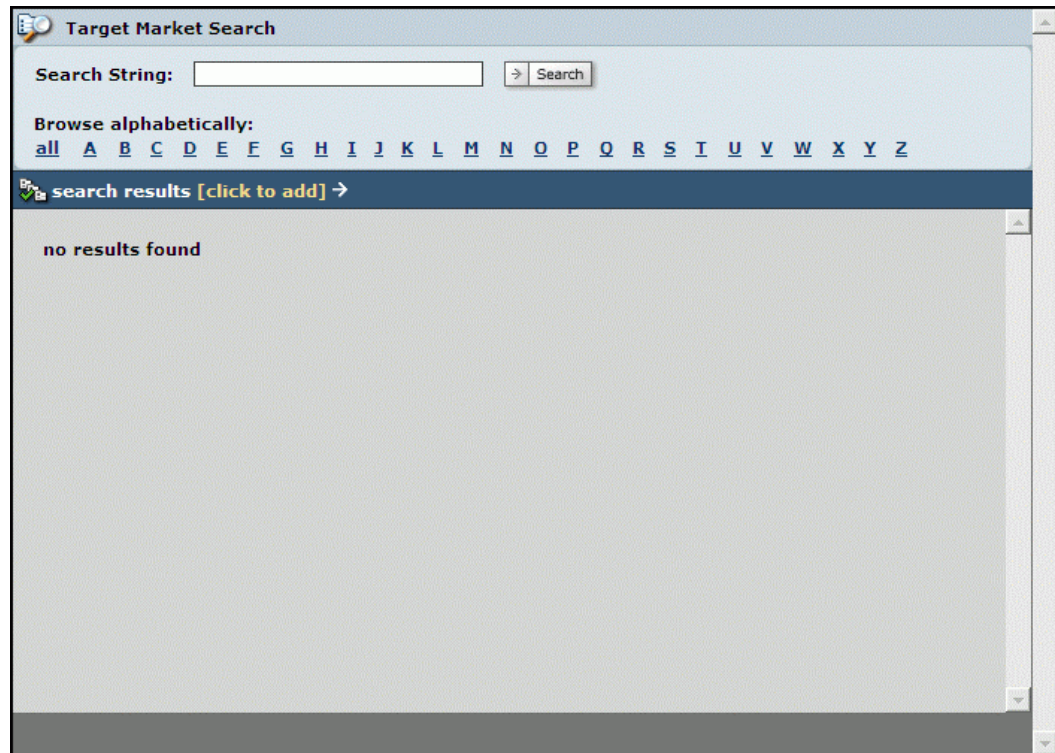 Target Market Search
Search String: → Search
Browse alphabetically:
all A B C D E F G H I J K L M N O P Q R S T U V W X Y Z
search results [click to add] →
no results found